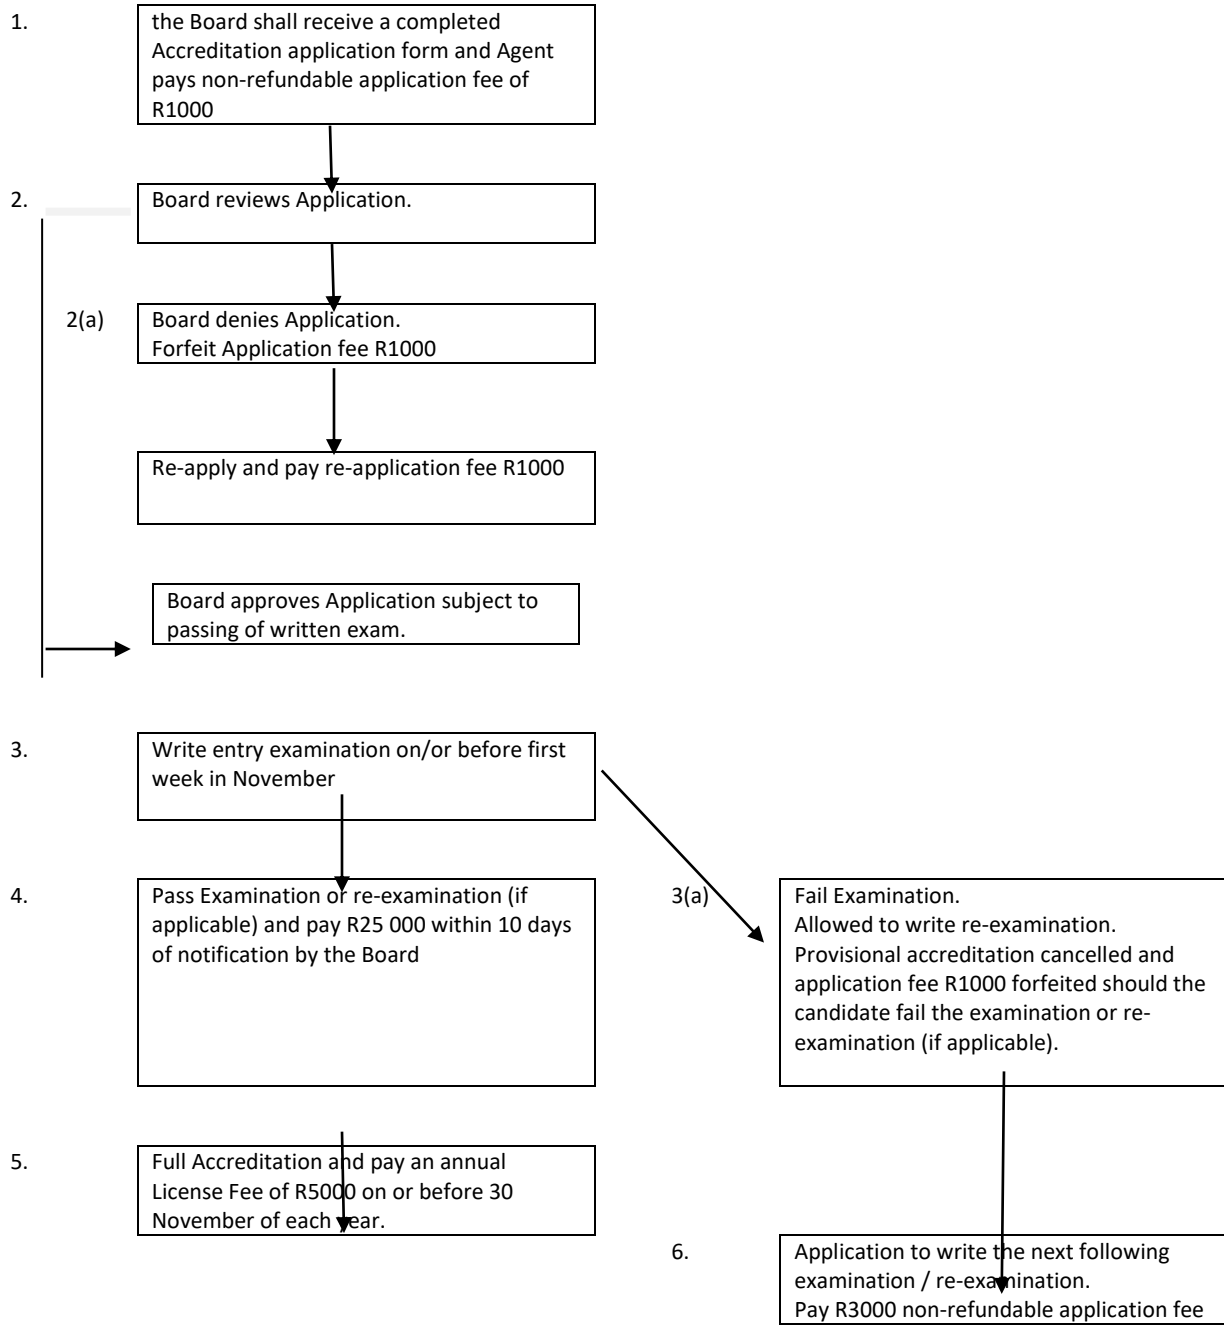 1.
the Board shall receive a completed
Accreditation application form and Agent
pays non-refundable application fee of
R1000
2.
Board reviews Application.
2(a)
Board denies Application.
Forfeit Application fee R1000
Re-apply and pay re-application fee R1000
Board approves Application subject to
passing of written exam.
3.
Write entry examination on/or before first
week in November
4.
Pass Examination or re-examination (if
applicable) and pay R25 000 within 10 days
of notification by the Board
3(a)
Fail Examination.
Allowed to write re-examination.
Provisional accreditation cancelled and
application fee R1000 forfeited should the
candidate fail the examination or re-
examination (if applicable).
5.
Full Accreditation and pay an annual
License Fee of R5000 on or before 30
November of each year.
6.
Application to write the next following
examination / re-examination.
Pay R3000 non-refundable application fee